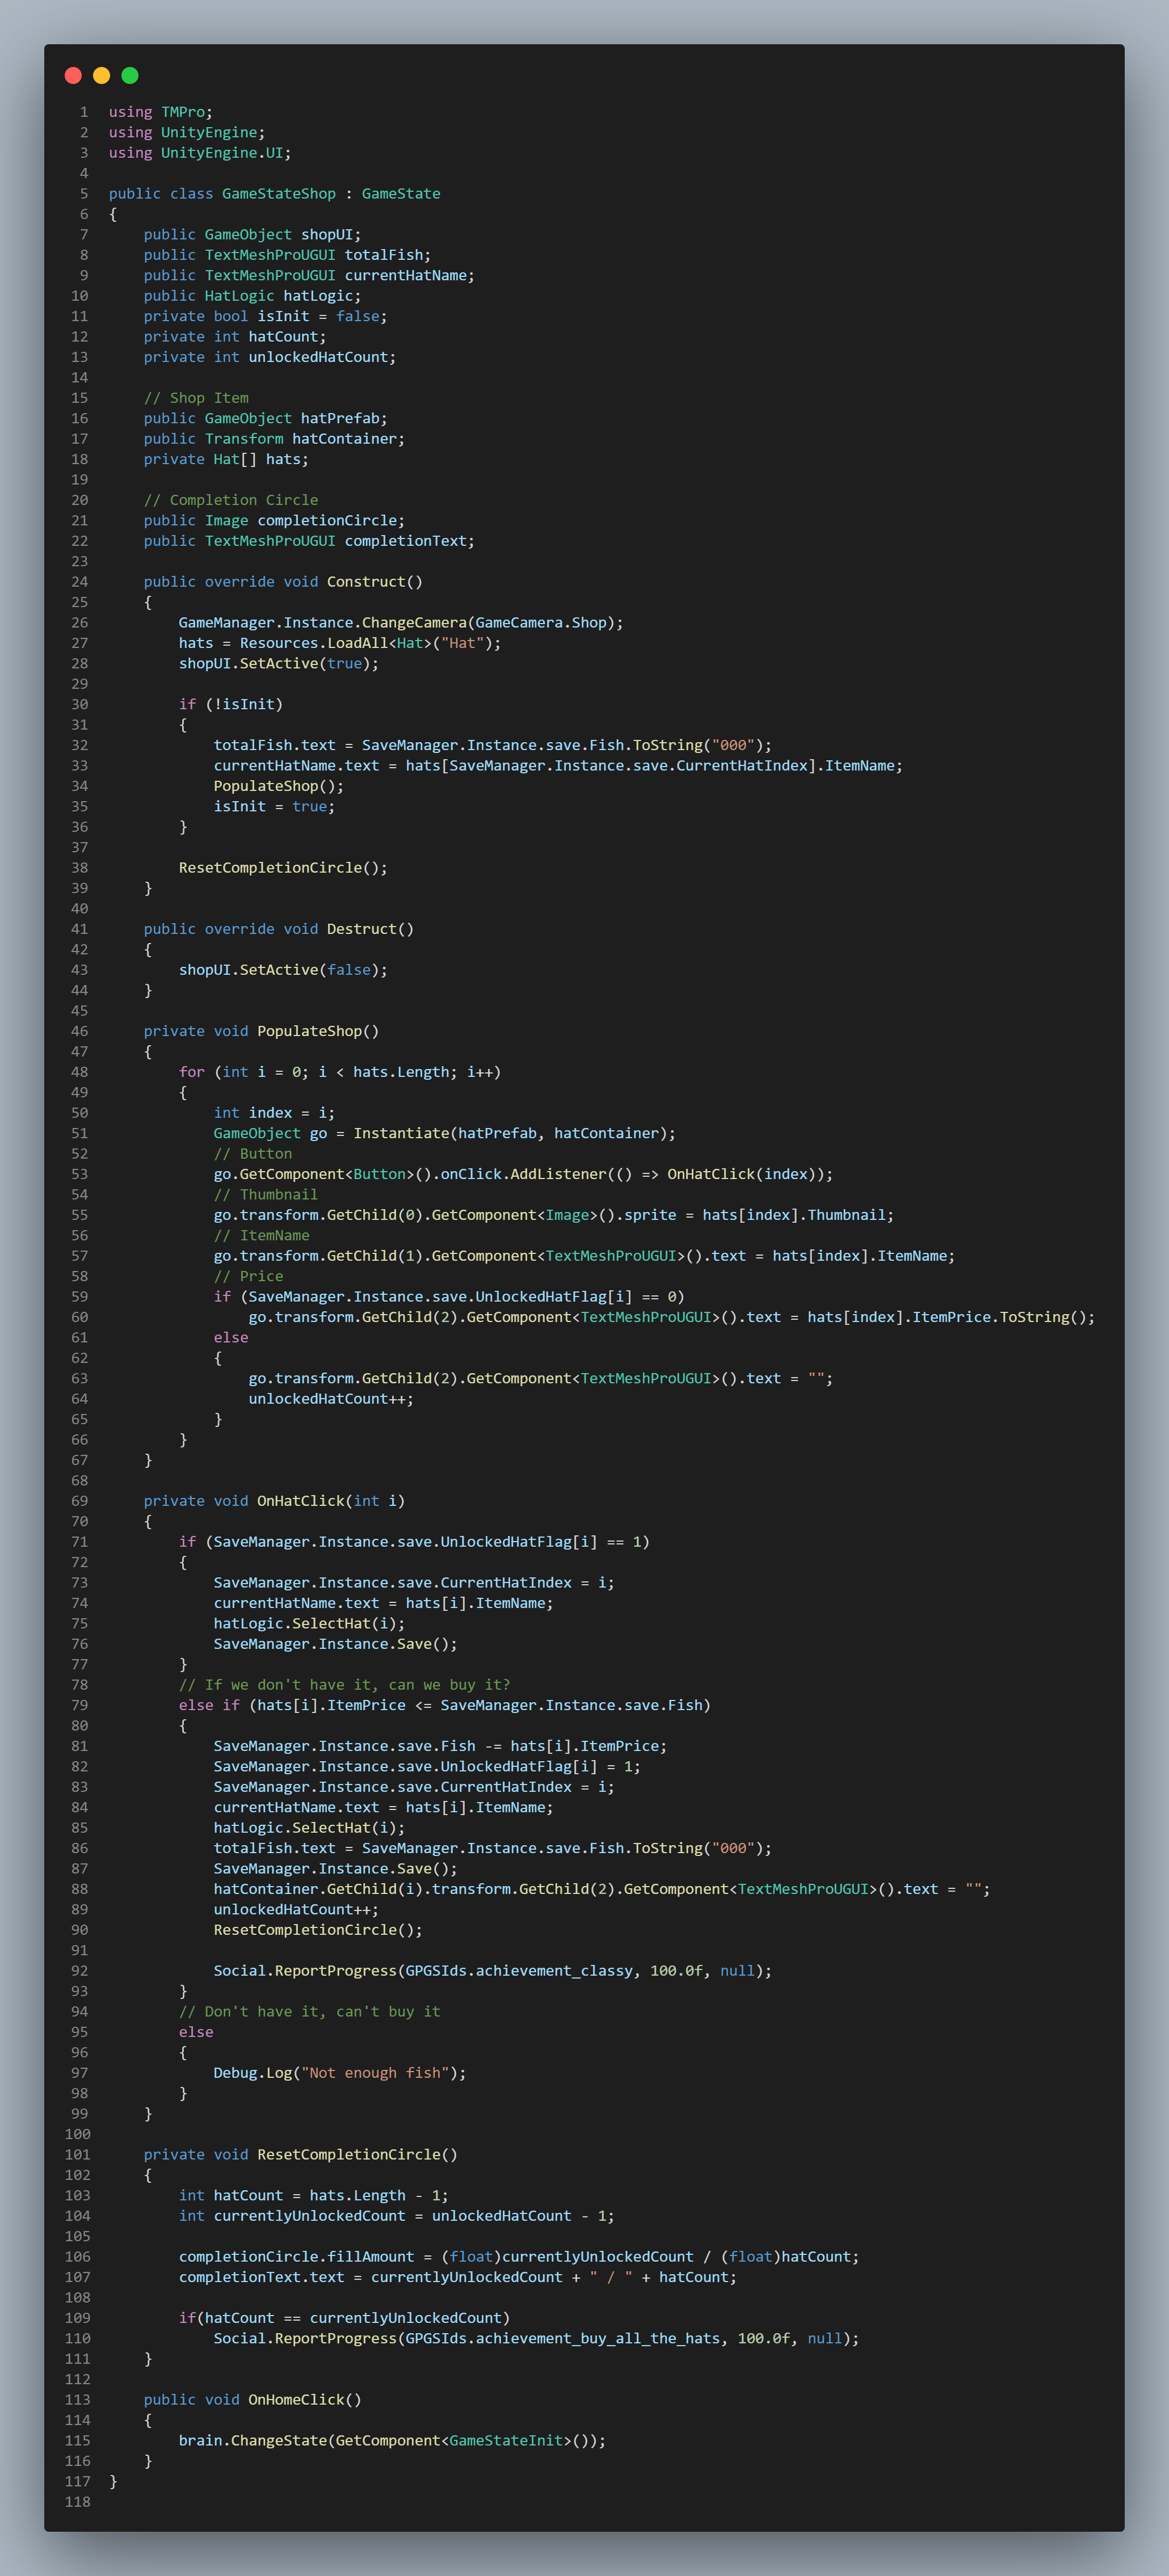 1 using TMPro;
2 using UnityEngine;
3 using UnityEngine.UI;
4
5 public class GameStateShop : GameState
6 {
7     public GameObject shopUI;
8     public TextMeshProUGUI totalFish;
9     public TextMeshProUGUI currentHatName;
10     public HatLogic hatLogic;
11     private bool isInit = false;
12     private int hatCount;
13     private int unlockedHatCount;
14
15     // Shop Item
16     public GameObject hatPrefab;
17     public Transform hatContainer;
18     private Hat[] hats;
19
20     // Completion Circle
21     public Image completionCircle;
22     public TextMeshProUGUI completionText;
23
24     public override void Construct()
25     {
26         GameManager.Instance.ChangeCamera(GameCamera.Shop);
27         hats = Resources.LoadAll<Hat>("Hat");
28         shopUI.SetActive(true);
29
30         if (!isInit)
31         {
32             totalFish.text = SaveManager.Instance.save.Fish.ToString("000");
33             currentHatName.text = hats[SaveManager.Instance.save.CurrentHatIndex].ItemName;
34             PopulateShop();
35             isInit = true;
36         }
37
38         ResetCompletionCircle();
39     }
40
41     public override void Destruct()
42     {
43         shopUI.SetActive(false);
44     }
45
46     private void PopulateShop()
47     {
48         for (int i = 0; i < hats.Length; i++)
49         {
50             int index = i;
51             GameObject go = Instantiate(hatPrefab, hatContainer);
52             // Button
53             go.GetComponent<Button>().onClick.AddListener(() => OnHatClick(index));
54             // Thumbnail
55             go.transform.GetChild(0).GetComponent<Image>().sprite = hats[index].Thumbnail;
56             // ItemName
57             go.transform.GetChild(1).GetComponent<TextMeshProUGUI>().text = hats[index].ItemName;
58             // Price
59             if (SaveManager.Instance.save.UnlockedHatFlag[i] == 0)
60                 go.transform.GetChild(2).GetComponent<TextMeshProUGUI>().text = hats[index].ItemPrice.ToString();
61             else
62             {
63                 go.transform.GetChild(2).GetComponent<TextMeshProUGUI>().text = "";
64                 unlockedHatCount++;
65             }
66         }
67     }
68
69     private void OnHatClick(int i)
70     {
71         if (SaveManager.Instance.save.UnlockedHatFlag[i] == 1)
72         {
73             SaveManager.Instance.save.CurrentHatIndex = i;
74             currentHatName.text = hats[i].ItemName;
75             hatLogic.SelectHat(i);
76             SaveManager.Instance.Save();
77         }
78         // If we don't have it, can we buy it?
79         else if (hats[i].ItemPrice <= SaveManager.Instance.save.Fish)
80         {
81             SaveManager.Instance.save.Fish -= hats[i].ItemPrice;
82             SaveManager.Instance.save.UnlockedHatFlag[i] = 1;
83             SaveManager.Instance.save.CurrentHatIndex = i;
84             currentHatName.text = hats[i].ItemName;
85             hatLogic.SelectHat(i);
86             totalFish.text = SaveManager.Instance.save.Fish.ToString("000");
87             SaveManager.Instance.Save();
88             hatContainer.GetChild(i).transform.GetChild(2).GetComponent<TextMeshProUGUI>().text = "";
89             unlockedHatCount++;
90             ResetCompletionCircle();
91
92             Social.ReportProgress(GPGSIds.achievement_classy, 100.0f, null);
93         }
94         // Don't have it, can't buy it
95         else
96         {
97             Debug.Log("Not enough fish");
98         }
99     }
100
101     private void ResetCompletionCircle()
102     {
103         int hatCount = hats.Length - 1;
104         int currentlyUnlockedCount = unlockedHatCount - 1;
105
106         completionCircle.fillAmount = (float)currentlyUnlockedCount / (float)hatCount;
107         completionText.text = currentlyUnlockedCount + " / " + hatCount;
108
109         if(hatCount == currentlyUnlockedCount)
110             Social.ReportProgress(GPGSIds.achievement_buy_all_the_hats, 100.0f, null);
111     }
112
113     public void OnHomeClick()
114     {
115         brain.ChangeState(GetComponent<GameStateInit>());
116     }
117 }
118